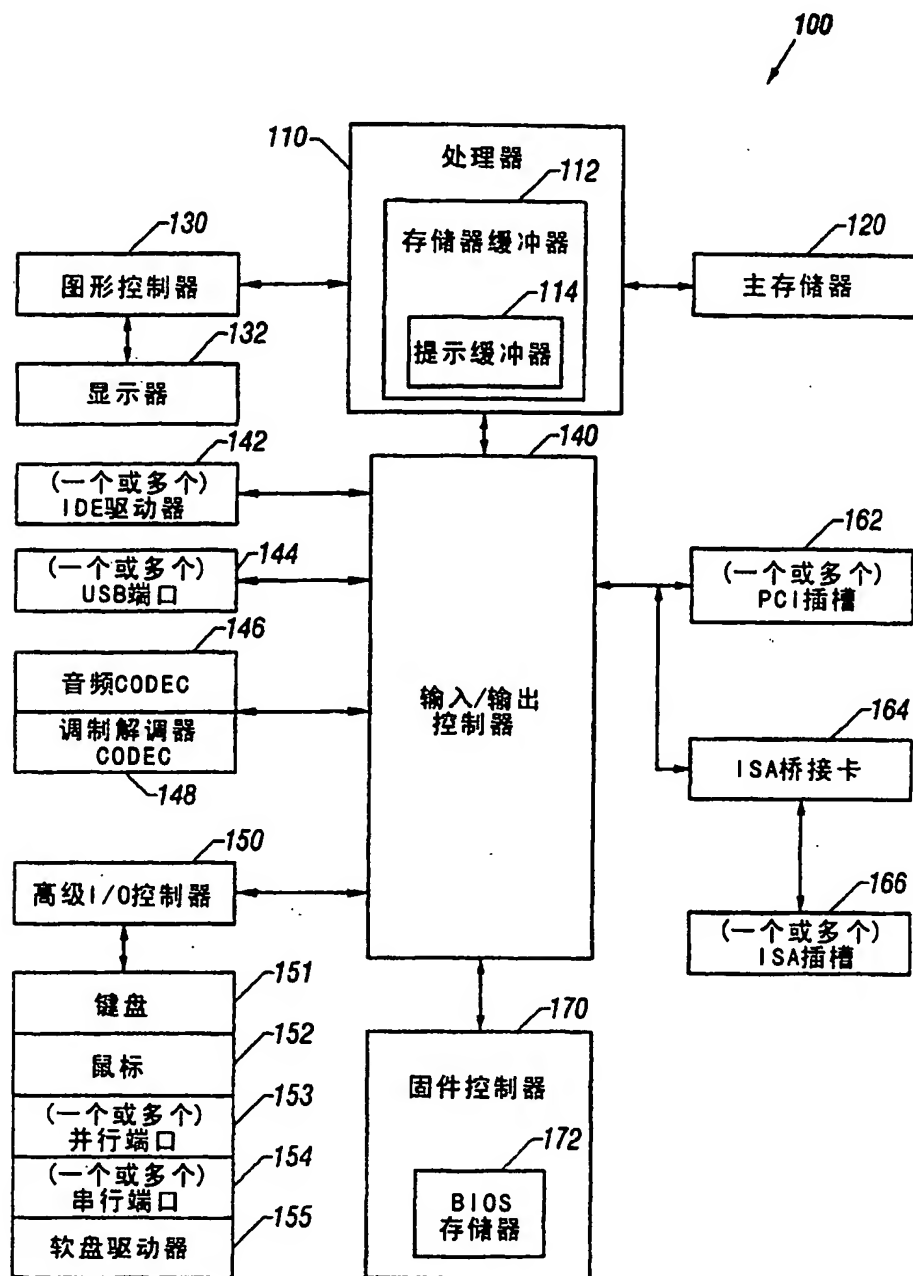 100
110
处理器
112
存储器缓冲器
114
提示缓冲器
130
图形控制器
120
主存储器
132
显示器
142
(一个或多个)
IDE驱动器
140
输入/输出
控制器
144
(一个或多个)
USB端口
162
(一个或多个)
PCI插槽
146
音频CODEC
调制解调器
CODEC
148
164
ISA桥接卡
150
高级I/O控制器
166
(一个或多个)
ISA插槽
151
键盘
152
鼠标
153
(一个或多个)
并行端口
154
(一个或多个)
串行端口
155
软盘驱动器
170
固件控制器
172
BIOS
存储器